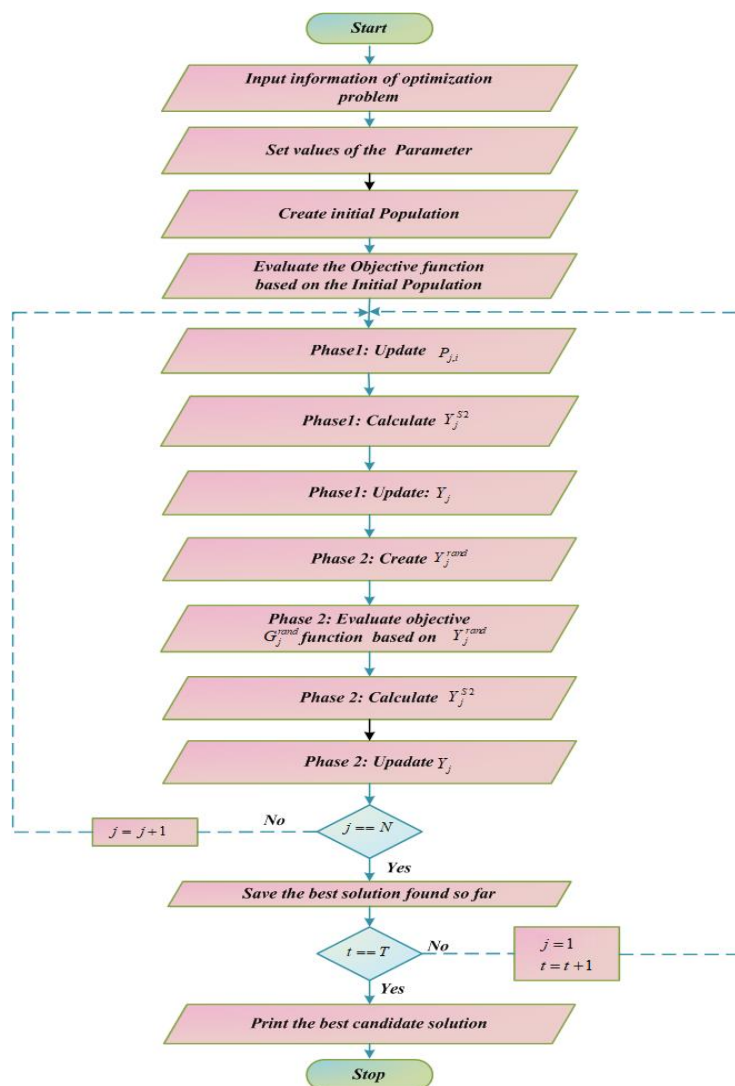 Start
Input information of optimization
problem
Set values of the Parameter
Create initial Population
Evaluate the Objective function
based on the Initial Population
Phase1: Update P_{j,i}
Phase1: Calculate Y_j^{S2}
Phase1: Update: Y_j
Phase 2: Create Y_j^{rand}
Phase 2: Evaluate objective
G_j^{rand} function based on Y_j^{rand}
Phase 2: Calculate Y_j^{S2}
Phase 2: Upadate Y_j
j = j+1
No
j == N
Yes
Save the best solution found so far
t == T
No
j = 1
t = t+1
Yes
Print the best candidate solution
Stop